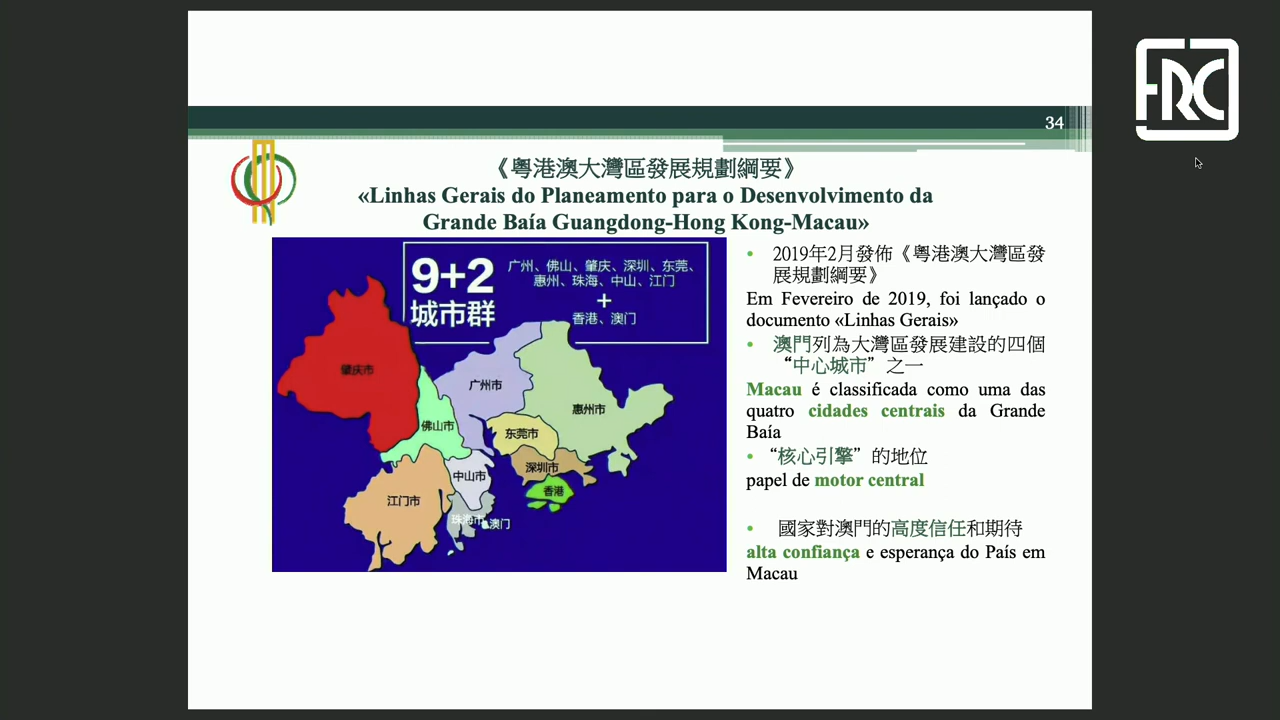 FRC
34
《粵港澳大灣區發展規劃綱要》
«Linhas Gerais do Planeamento para o Desenvolvimento da
Grande Baía Guangdong-Hong Kong-Macau»
9+2
城市群
广州、佛山、肇庆、深圳、东莞、
惠州、珠海、中山、江门
+
香港、澳门
肇庆市
广州市
惠州市
佛山市
东莞市
深圳市
中山市
香港
江门市
珠海市
澳门
• 2019年2月發佈《粵港澳大灣區發
展規劃綱要》
Em Fevereiro de 2019, foi lançado o
documento «Linhas Gerais»
• 澳門列為大灣區發展建設的四個
“中心城市”之一
Macau é classificada como uma das
quatro cidades centrais da Grande
Baía
• “核心引擎”的地位
papel de motor central
• 國家對澳門的高度信任和期待
alta confiança e esperança do País em
Macau